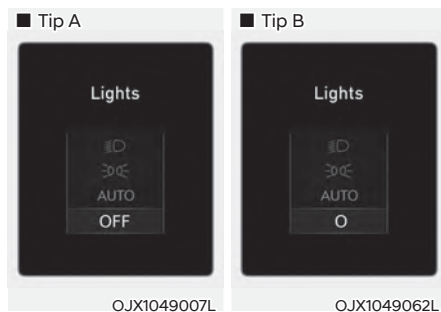 ■ Tip A
Lights
AUTO
OFF
OJX1049007L
■ Tip B
Lights
AUTO
O
OJX1049062L